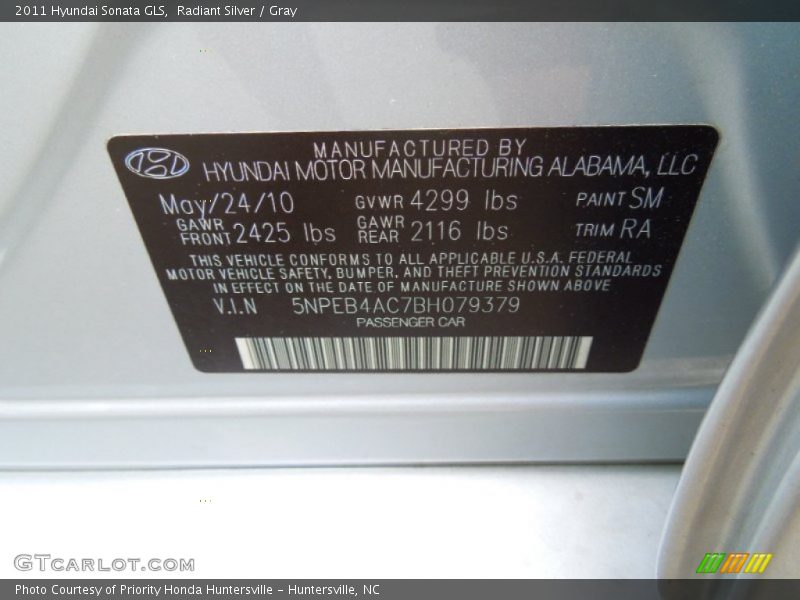 2011 Hyundai Sonata GLS, Radiant Silver / Gray
MANUFACTURED BY
HYUNDAI MOTOR MANUFACTURING ALABAMA, LLC
May/24/10 GVWR 4299 lbs PAINT SM
GAWR FRONT 2425 lbs GAWR REAR 2116 lbs TRIM RA
THIS VEHICLE CONFORMS TO ALL APPLICABLE U.S.A. FEDERAL
MOTOR VEHICLE SAFETY, BUMPER, AND THEFT PREVENTION STANDARDS
IN EFFECT ON THE DATE OF MANUFACTURE SHOWN ABOVE
V.I.N 5NPEB4AC7BH079379
PASSENGER CAR
GTCARLOT.COM
Photo Courtesy of Priority Honda Huntersville - Huntersville, NC